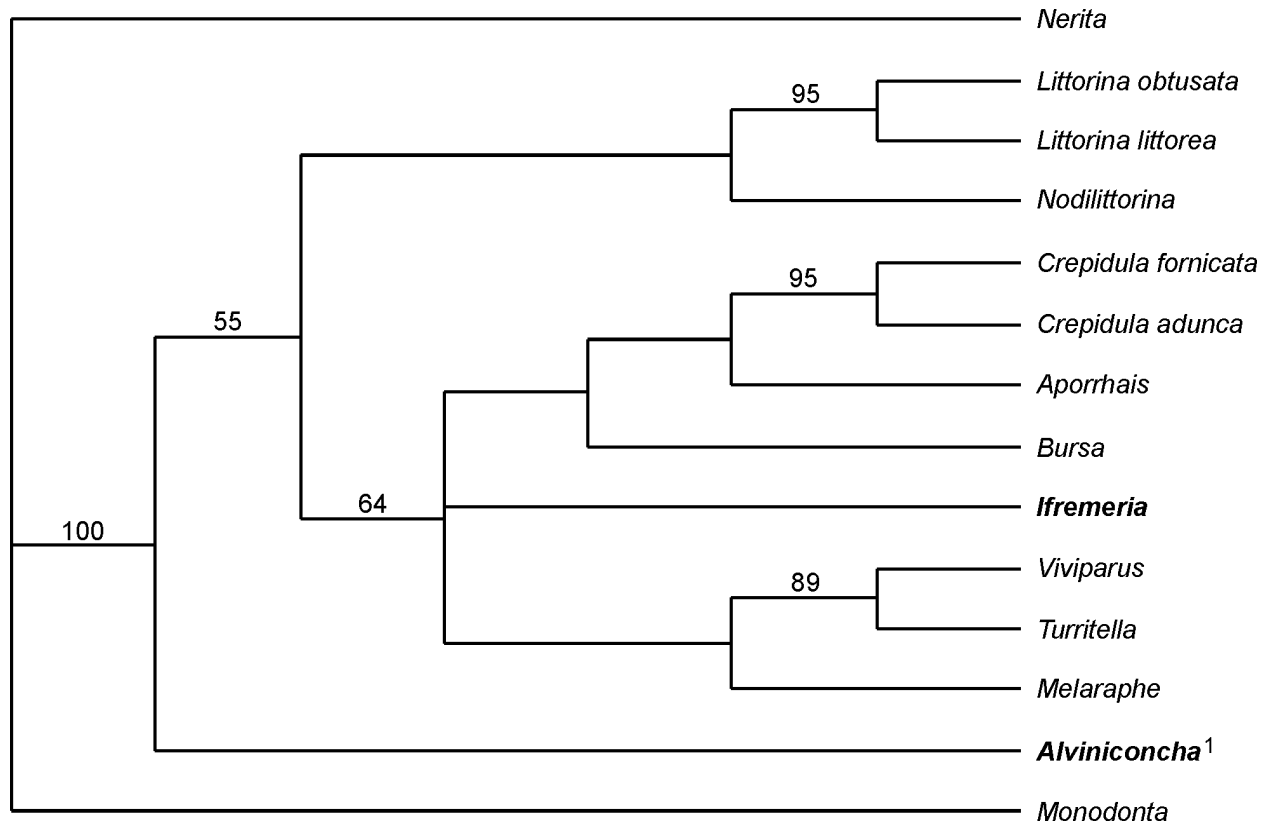 Nerita
95
Littorina obtusata
Littorina littorea
Nodilittorina
95
Crepidula fornicata
Crepidula adunca
55
Aporrhais
Bursa
64
Ifremeria
100
Viviparus
89
Turritella
Melaraphe
Alviniconcha¹
Monodonta